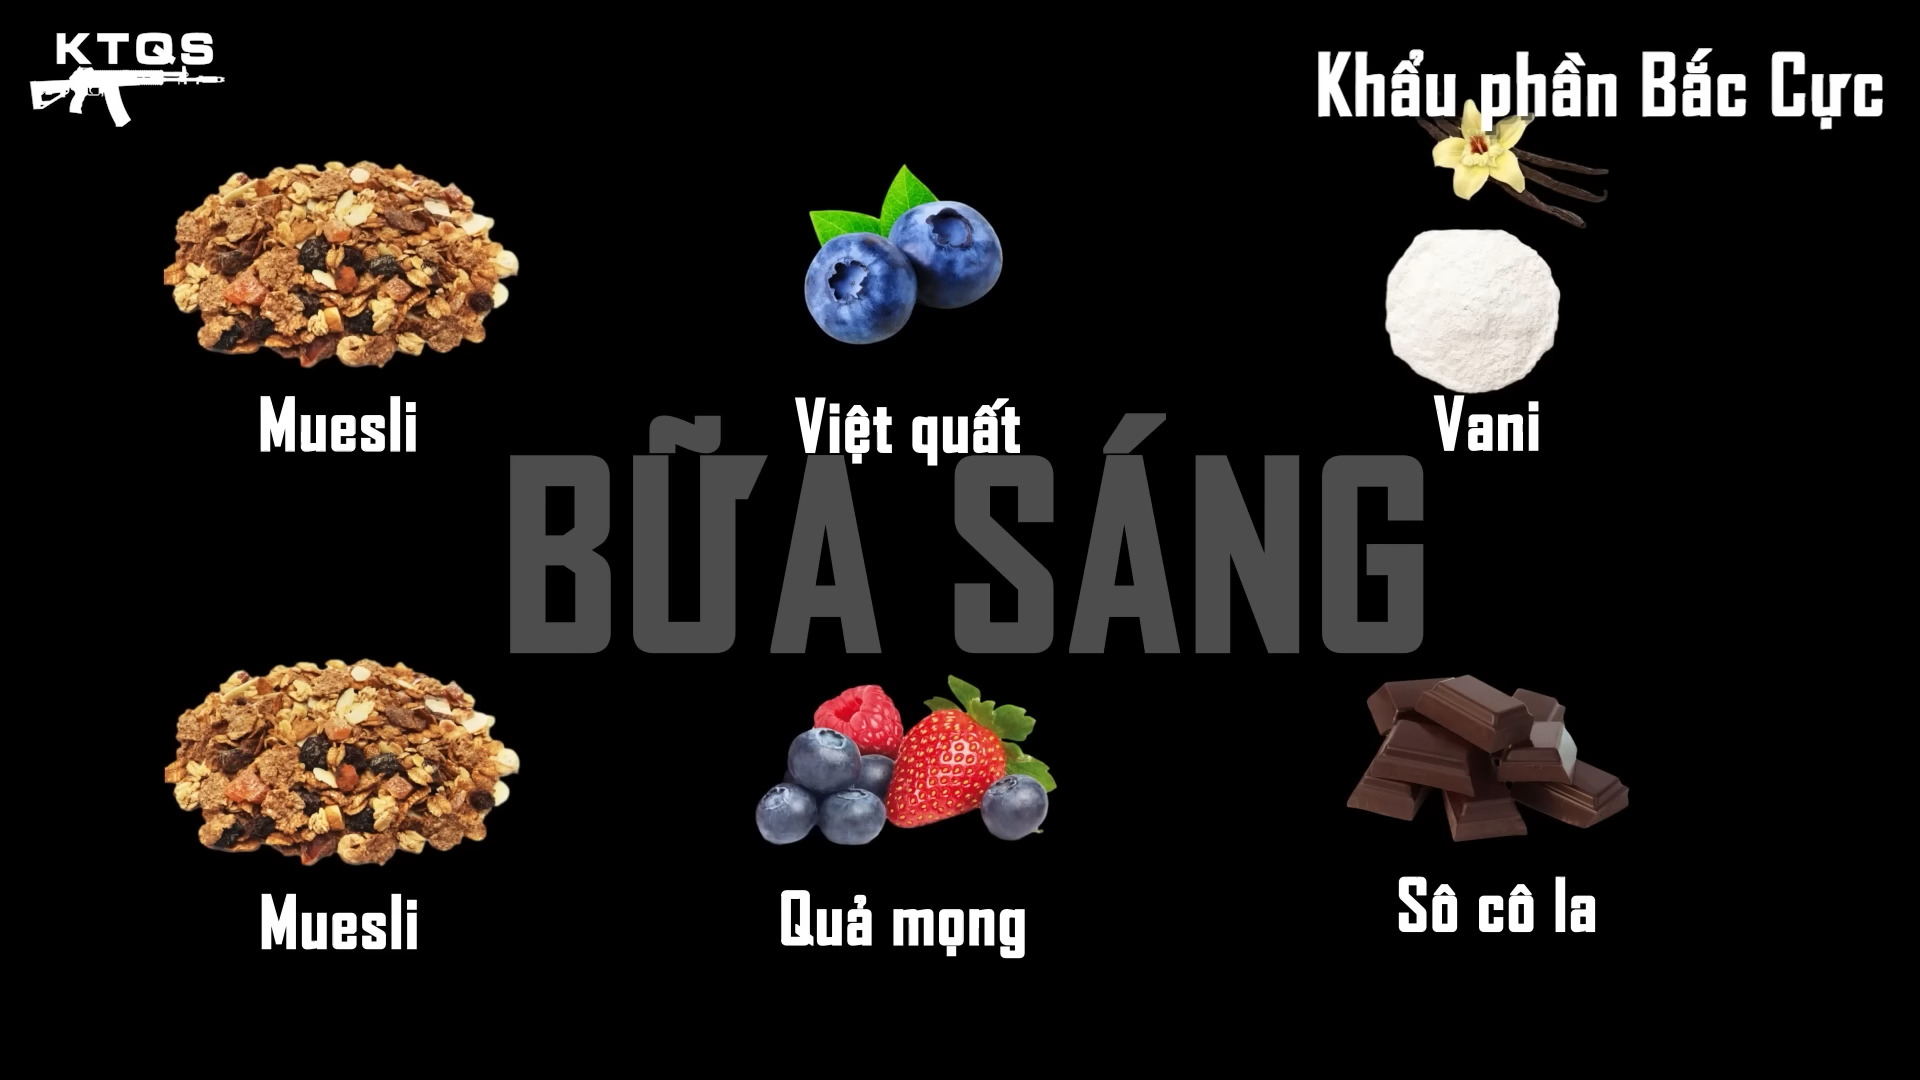 KTQS
Khẩu phần Bắc Cực
Muesli
Việt quất
Vani
BỮA SÁNG
Muesli
Quả mọng
Sô cô la